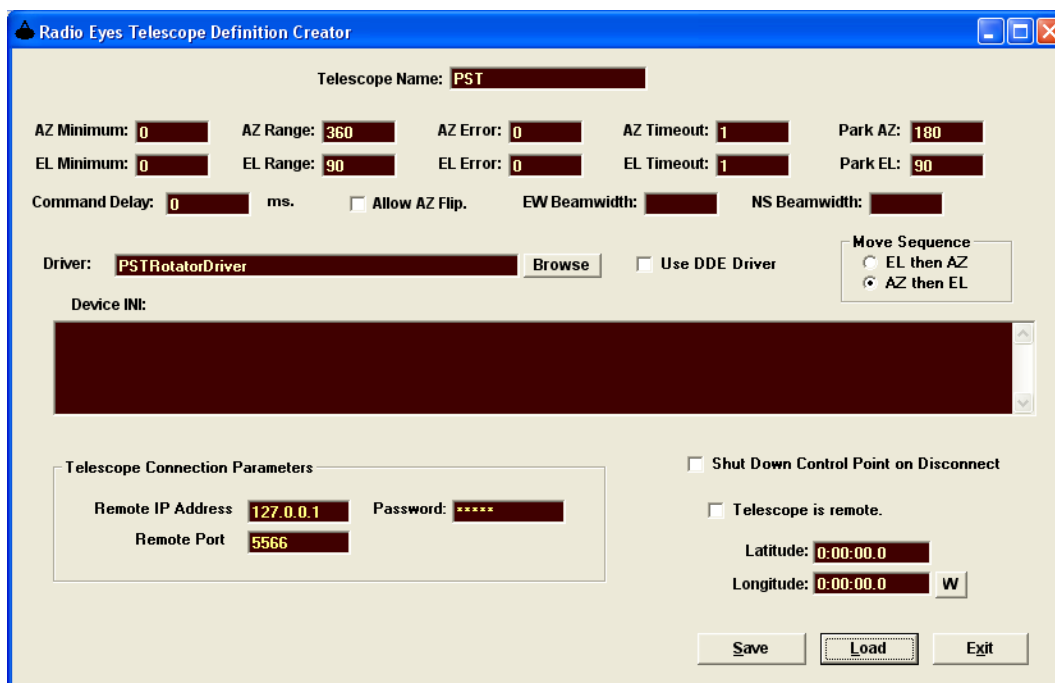 Radio Eyes Telescope Definition Creator
Telescope Name: PST
AZ Minimum: 0 AZ Range: 360 AZ Error: 0 AZ Timeout: 1 Park AZ: 180
EL Minimum: 0 EL Range: 90 EL Error: 0 EL Timeout: 1 Park EL: 90
Command Delay: 0 ms. Allow AZ Flip. EW Beamwidth: NS Beamwidth:
Move Sequence
Driver: PSTRotatorDriver Browse Use DDE Driver EL then AZ
AZ then EL
Device INI:
Telescope Connection Parameters
Shut Down Control Point on Disconnect
Remote IP Address 127.0.0.1 Password: *****
Telescope is remote.
Remote Port 5566
Latitude: 0:00:00.0
Longitude: 0:00:00.0 W
Save Load Exit